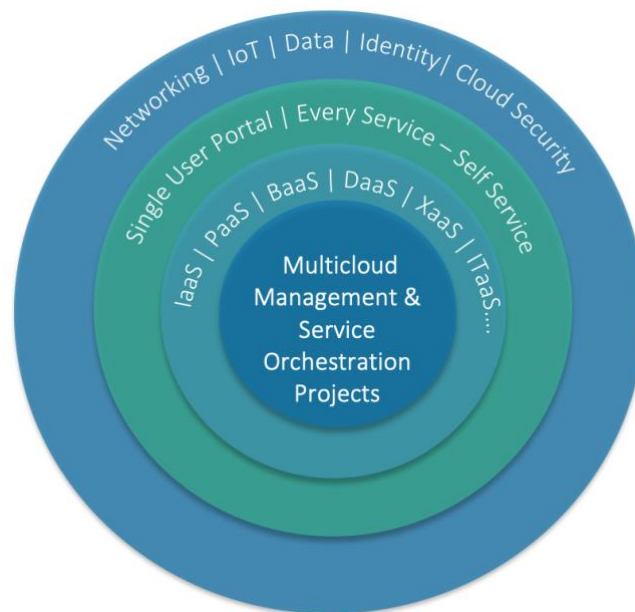 Networking | IoT | Data | Identity| Cloud Security
Single User Portal | Every Service – Self Service
IaaS | PaaS | BaaS | DaaS | XaaS | ITaaS....
Multicloud
Management &
Service
Orchestration
Projects